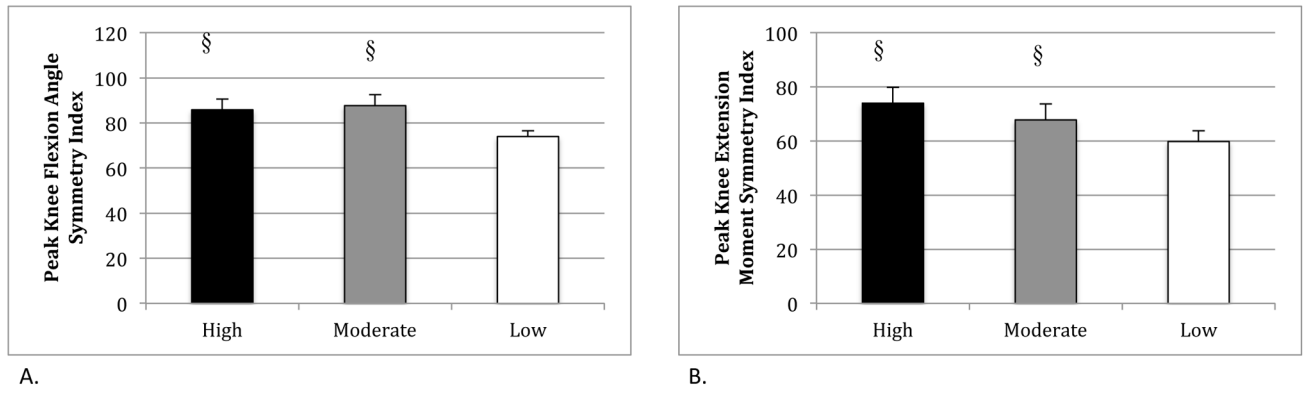 Peak Knee Flexion Angle
Symmetry Index
120
100
80
60
40
20
0
§
§
High
Moderate
Low
A.
Peak Knee Extension
Moment Symmetry Index
100
80
60
40
20
0
§
§
High
Moderate
Low
B.